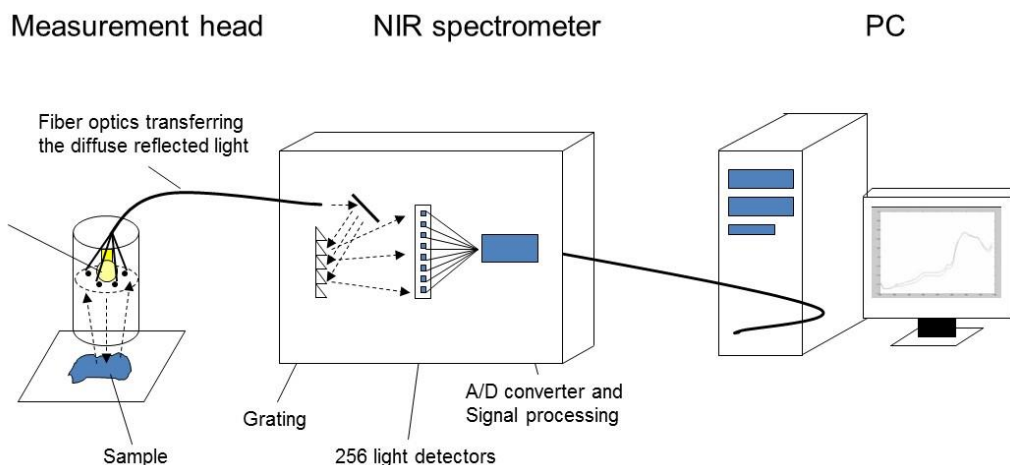 Measurement head
NIR spectrometer
PC
Fiber optics transferring
the diffuse reflected light
Grating
A/D converter and
Signal processing
Sample
256 light detectors